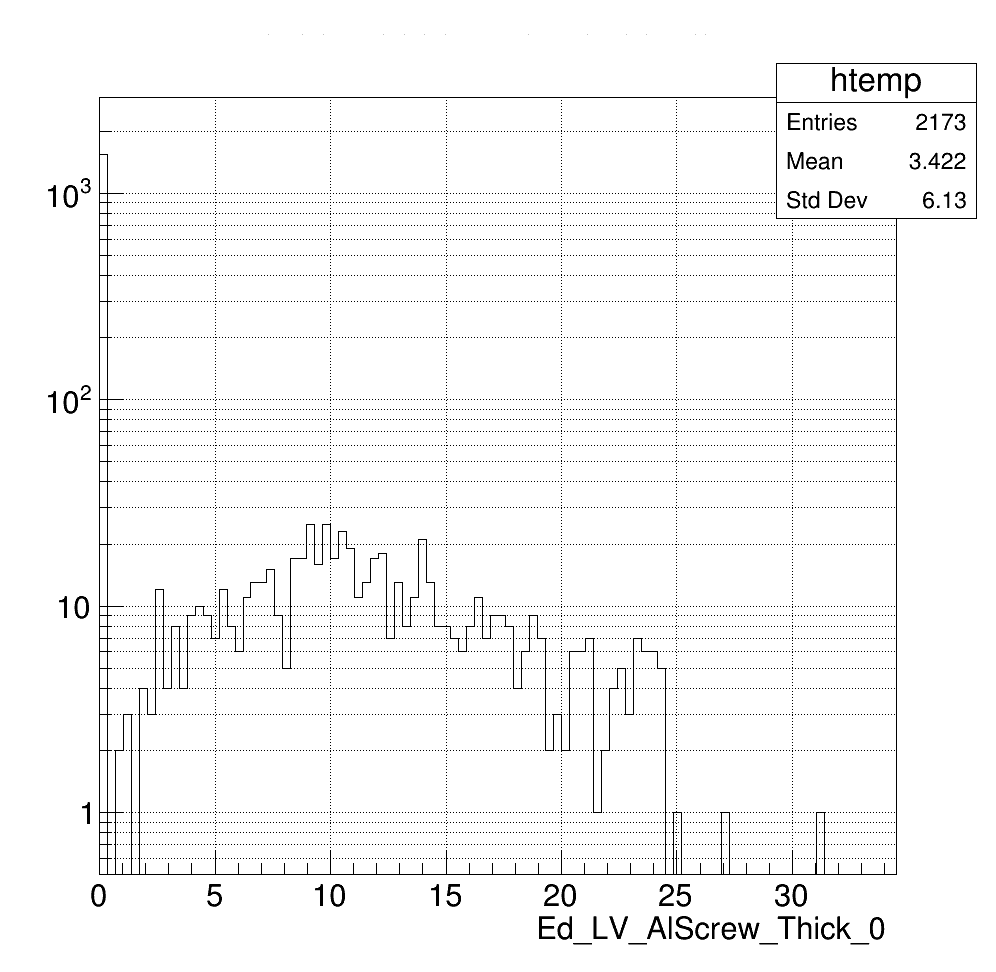 htemp
Entries 2173
Mean 3.422
Std Dev 6.13
10³
10²
10
1
0 5 10 15 20 25 30
Ed_LV_AlScrew_Thick_0